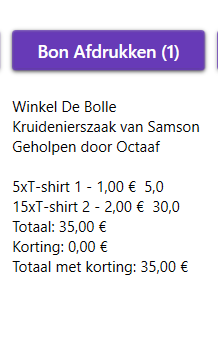 Bon Afdrukken (1)
Winkel De Bolle
Kruidenierszaak van Samson
Geholpen door Octaaf
5xT-shirt 1 - 1,00 € 5,0
15xT-shirt 2 - 2,00 € 30,0
Totaal: 35,00 €
Korting: 0,00 €
Totaal met korting: 35,00 €